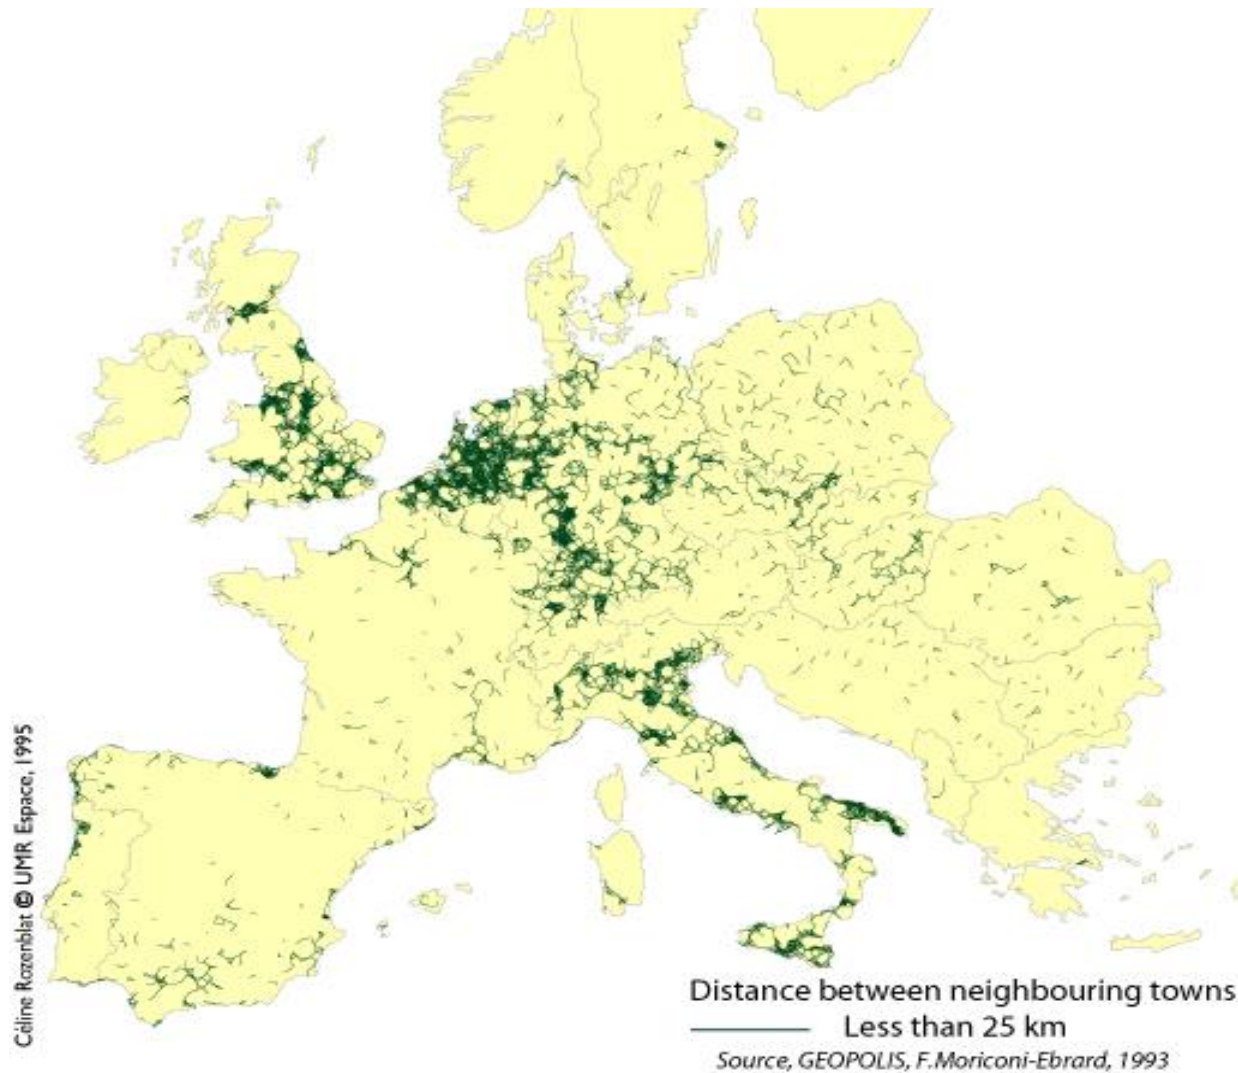 Céline Rozenblat © UMR Espace, 1995
Distance between neighbouring towns
Less than 25 km
Source, GEOPOLIS, F.Moriconi-Ebrard, 1993